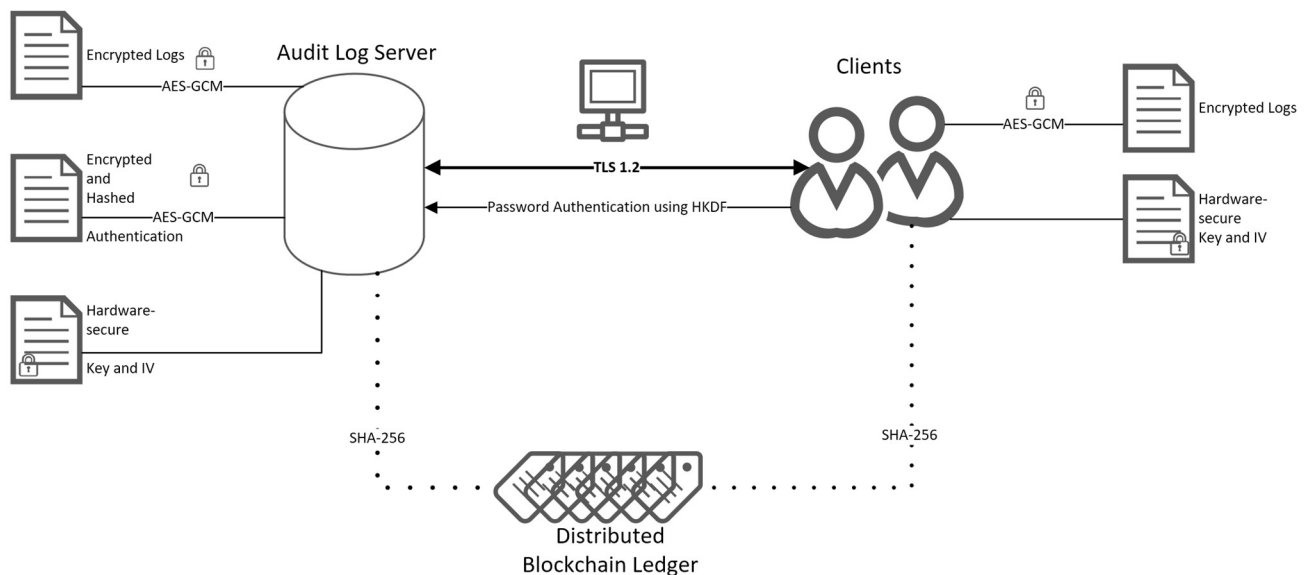 Encrypted Logs
AES-GCM
Audit Log Server
Clients
AES-GCM
Encrypted Logs
Encrypted
and
Hashed
AES-GCM
Authentication
TLS 1.2
Password Authentication using HKDF
Hardware-
secure
Key and IV
Hardware-
secure
Key and IV
SHA-256
SHA-256
Distributed
Blockchain Ledger